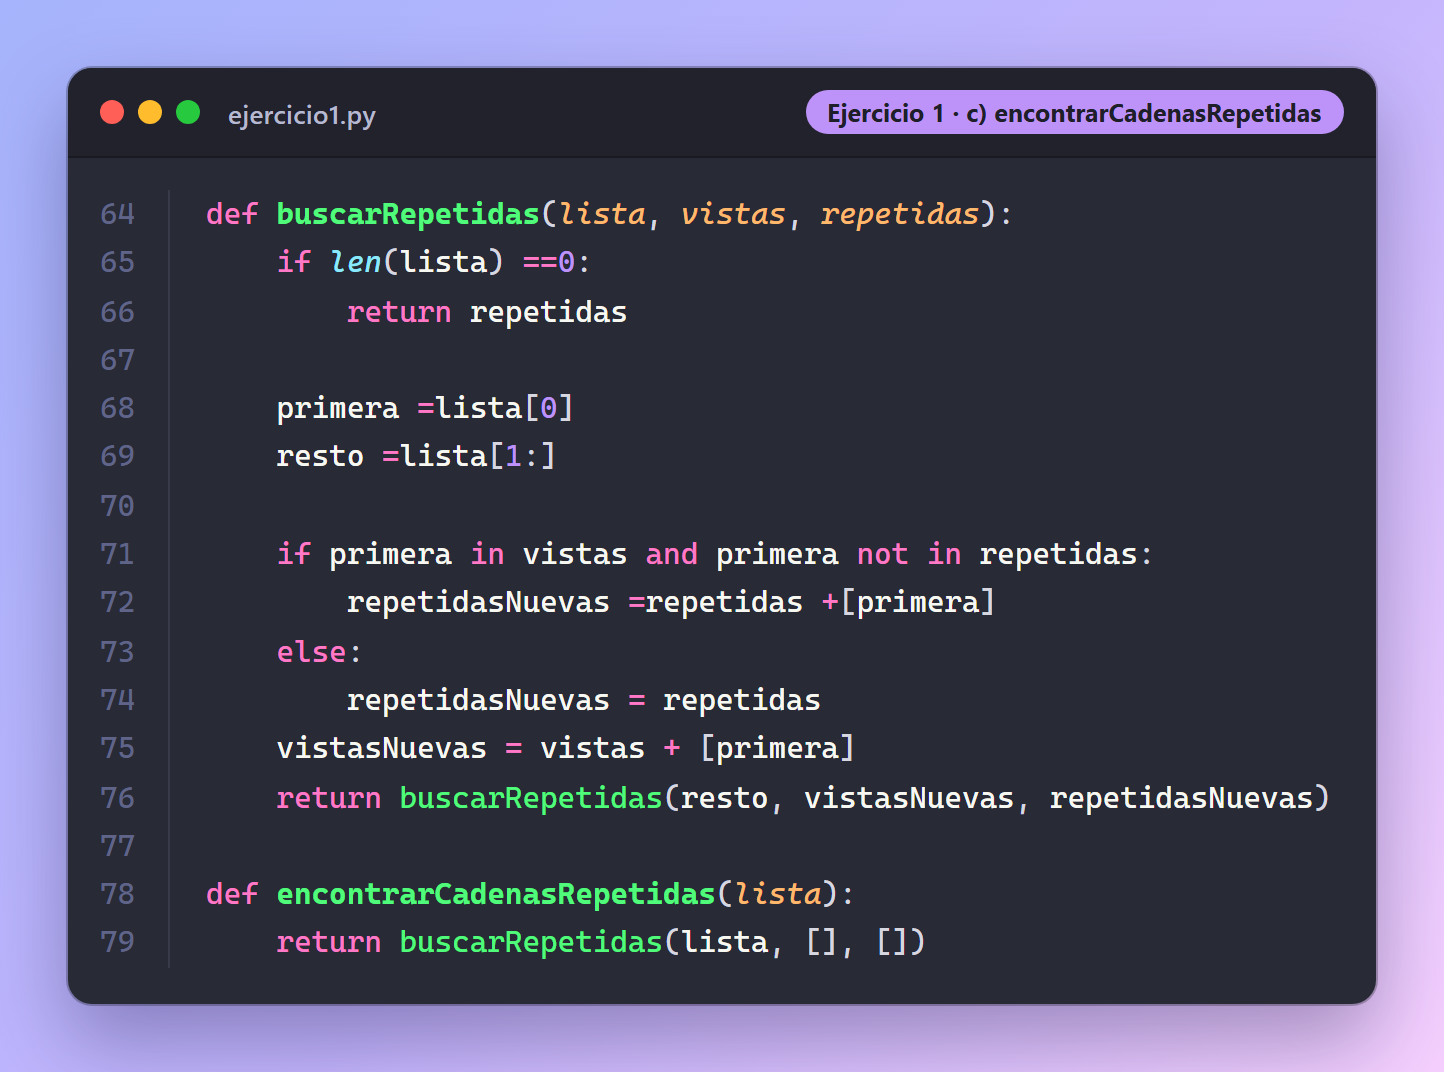 ejercicio1.py
Ejercicio 1 · c) encontrarCadenasRepetidas
64 def buscarRepetidas(lista, vistas, repetidas):
65     if len(lista) ==0:
66         return repetidas
67
68     primera =lista[0]
69     resto =lista[1:]
70
71     if primera in vistas and primera not in repetidas:
72         repetidasNuevas =repetidas +[primera]
73     else:
74         repetidasNuevas = repetidas
75     vistasNuevas = vistas + [primera]
76     return buscarRepetidas(resto, vistasNuevas, repetidasNuevas)
77
78 def encontrarCadenasRepetidas(lista):
79     return buscarRepetidas(lista, [], [])